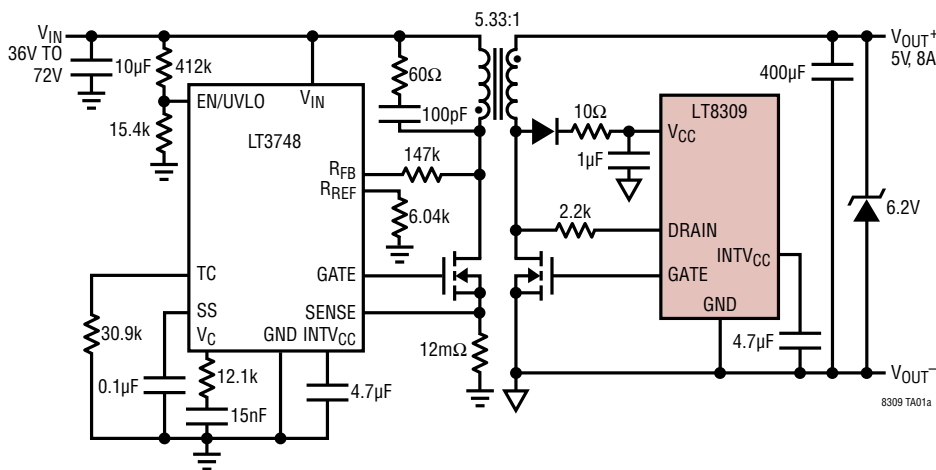 5.33:1
VIN
36V TO
72V
10µF
412k
15.4k
EN/UVLO
VIN
LT3748
RFB
RREF
TC
GATE
SS
SENSE
VC
GND INTVCC
60Ω
100pF
147k
6.04k
12mΩ
30.9k
0.1µF
12.1k
15nF
4.7µF
10Ω
1µF
2.2k
LT8309
VCC
DRAIN
INTVCC
GATE
GND
4.7µF
400µF
6.2V
VOUT+
5V, 8A
VOUT–
8309 TA01a